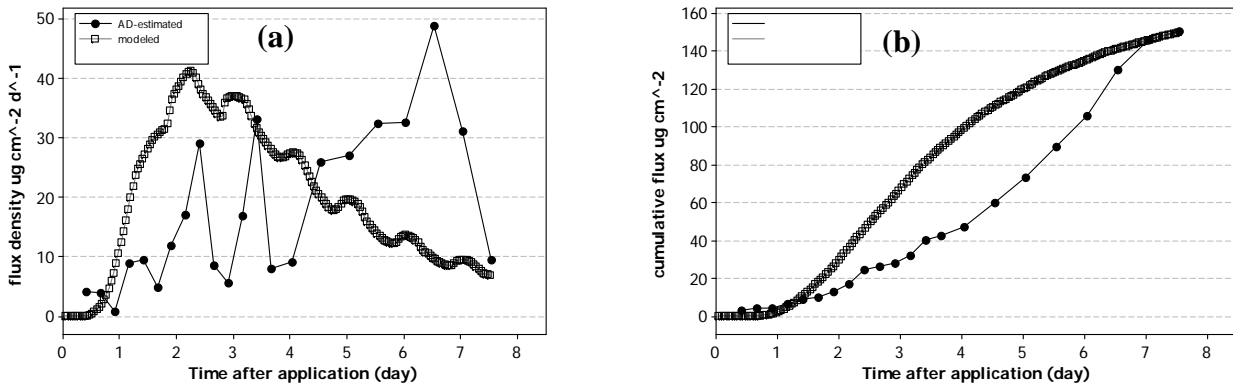 (a)
AD-estimated
modeled
flux density ug cm^-2 d^-1
50
40
30
20
10
0
0 1 2 3 4 5 6 7 8
Time after application (day)
(b)
cumulative flux ug cm^-2
160
140
120
100
80
60
40
20
0
0 1 2 3 4 5 6 7 8
Time after application (day)